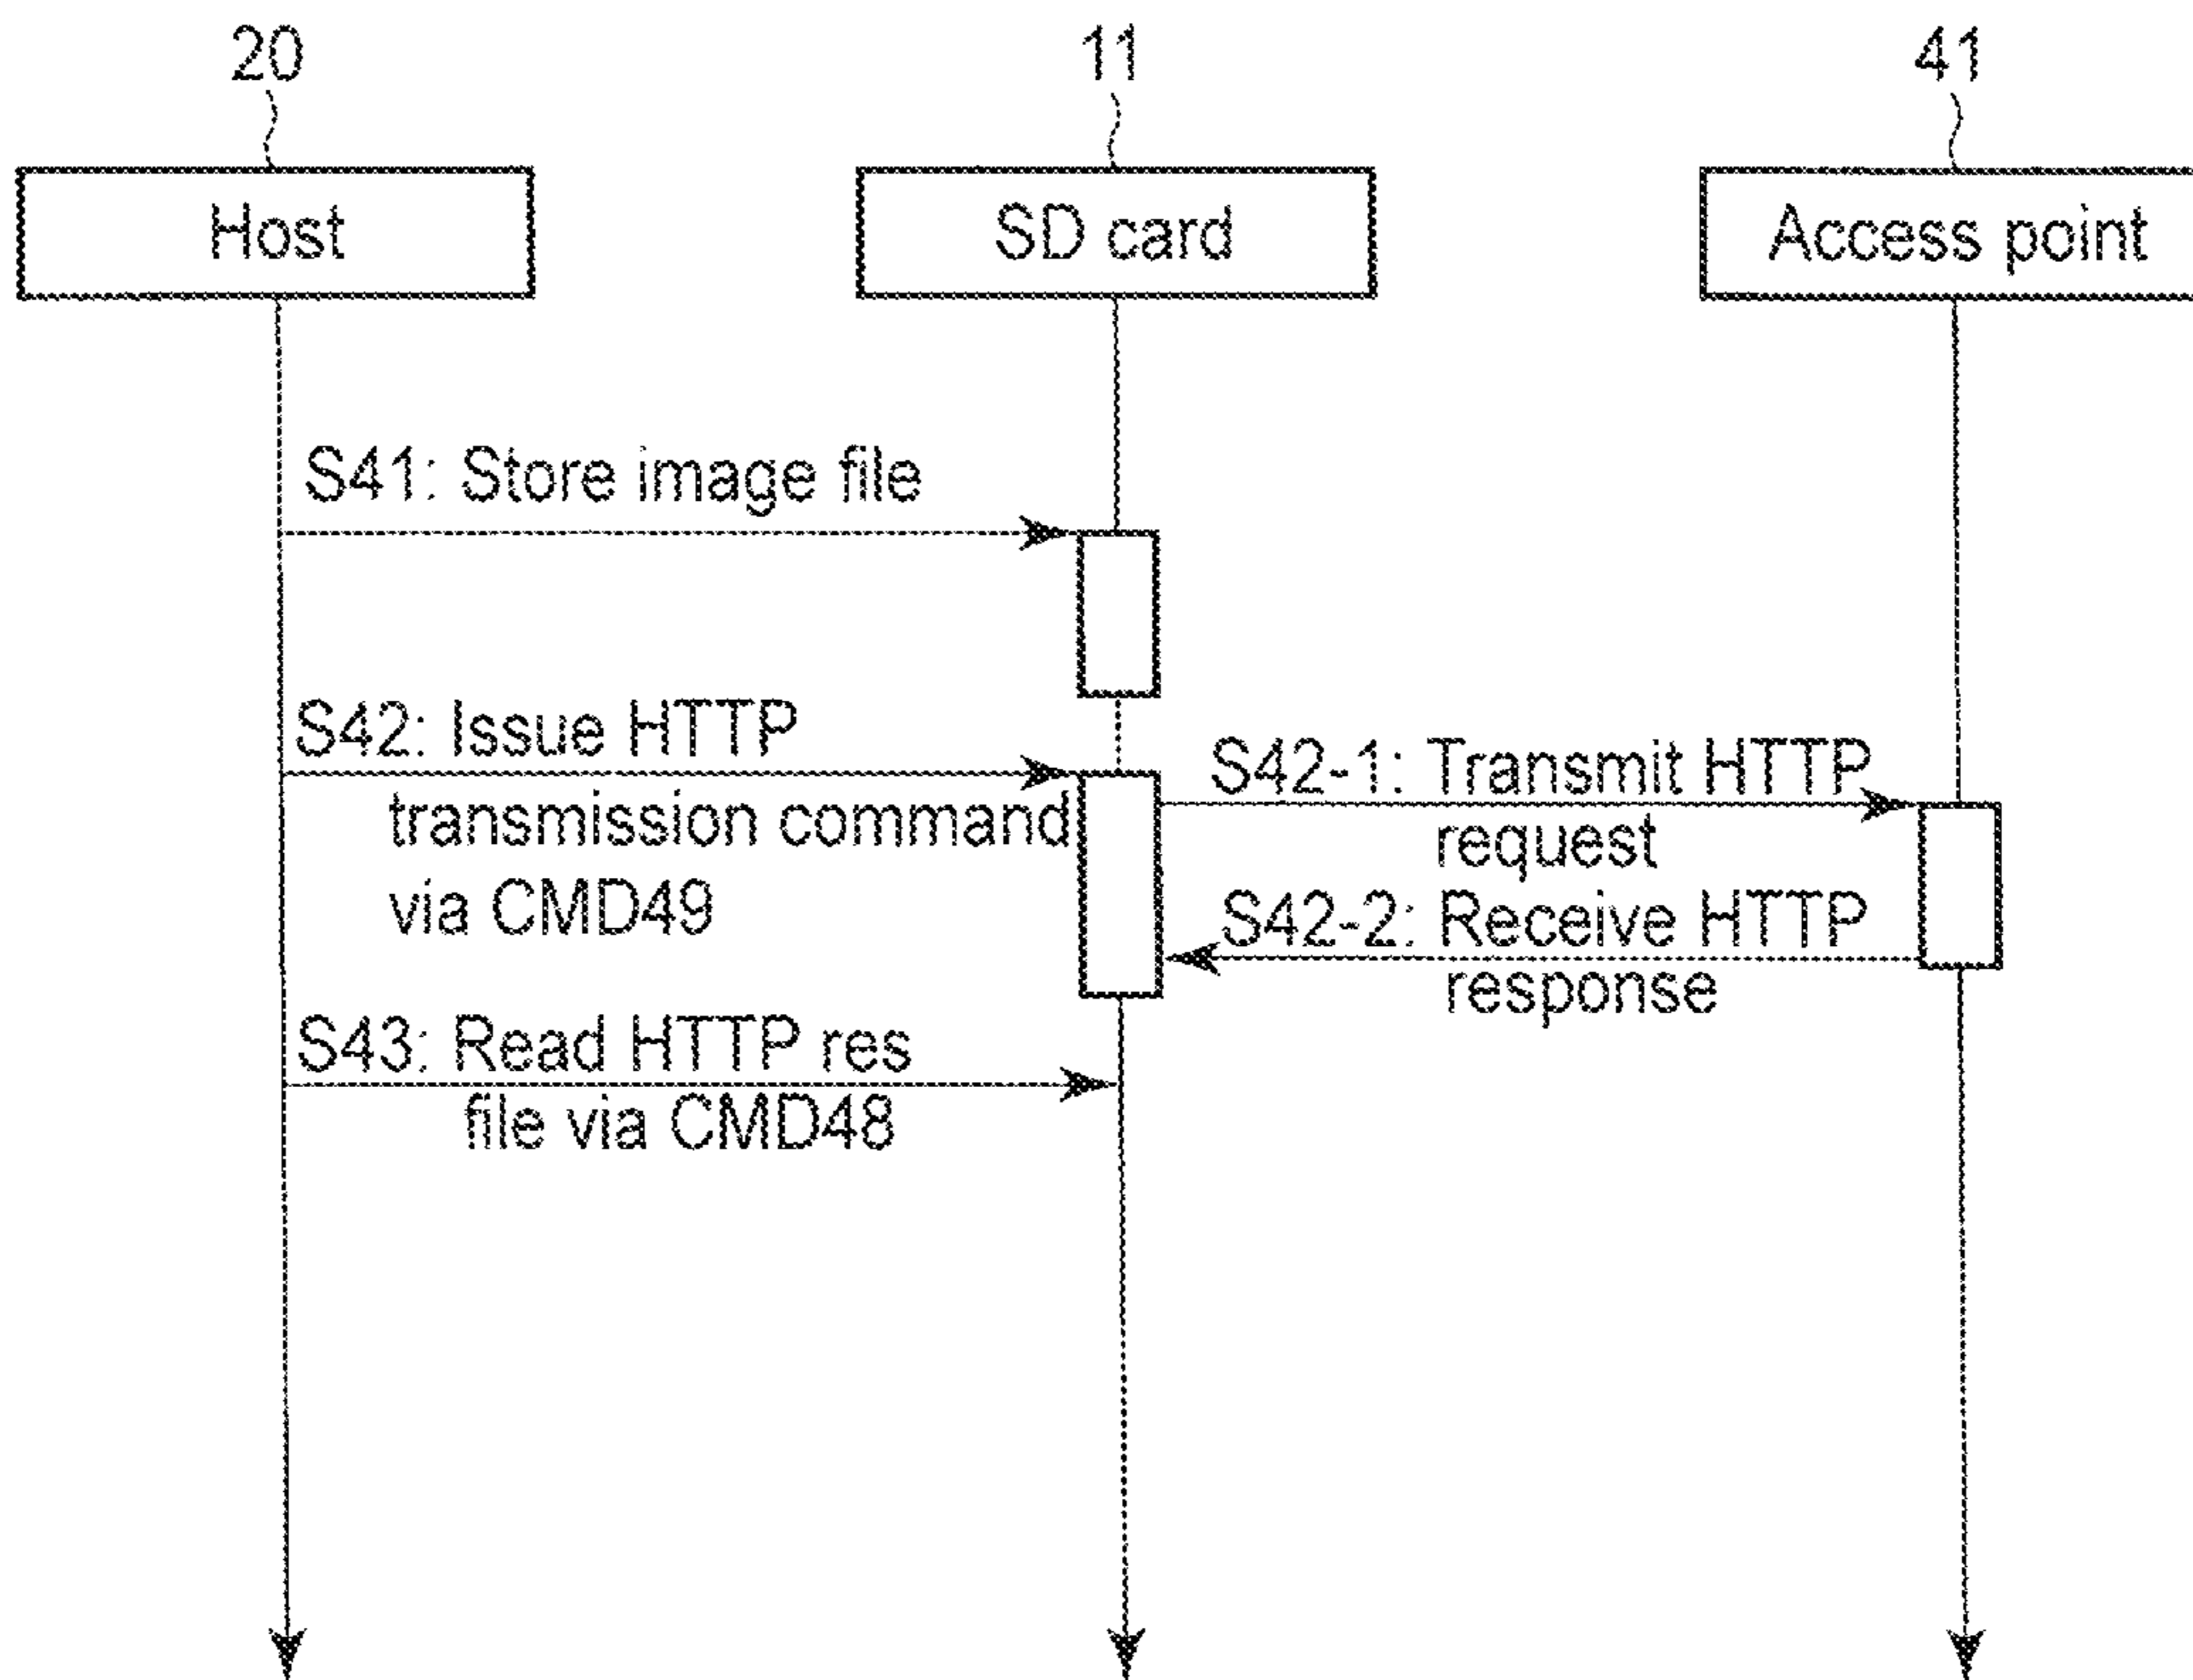 20
11
41
Host
SD card
Access point
S41: Store image file
S42: Issue HTTP
transmission command
via CMD49
S42-1: Transmit HTTP
request
S42-2: Receive HTTP
response
S43: Read HTTP res
file via CMD48